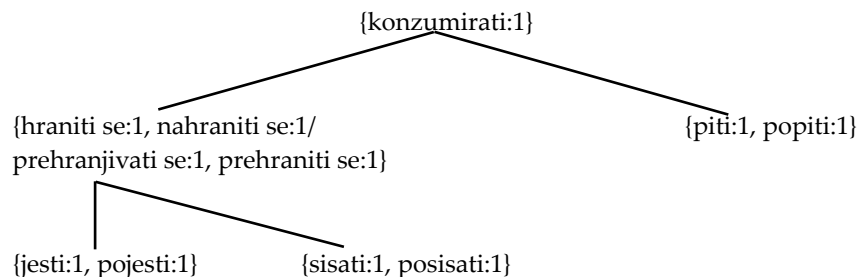 {konzumirati:1}
{hraniti se:1, nahraniti se:1/
prehranjivati se:1, prehraniti se:1}
{piti:1, popiti:1}
{jesti:1, pojesti:1}
{sisati:1, posisati:1}